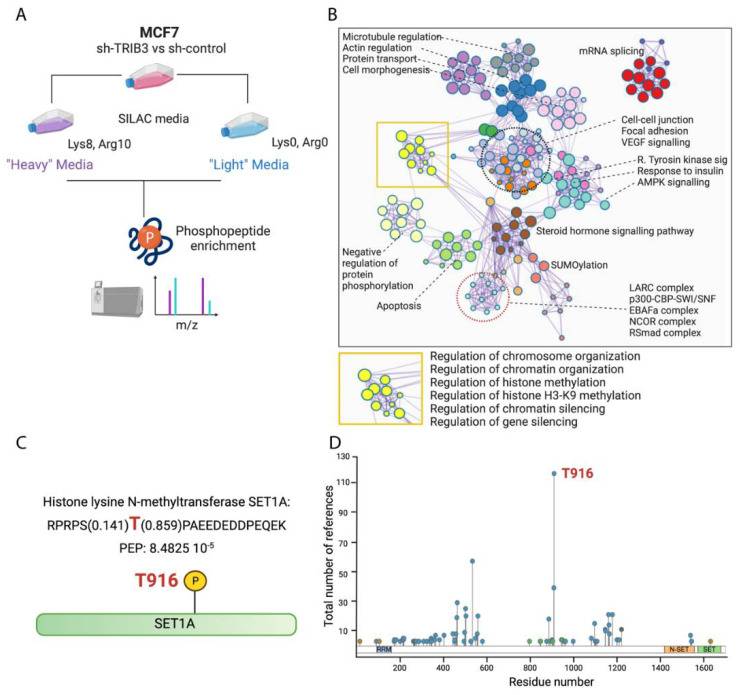 A
MCF7
sh-TRIB3 vs sh-control
SILAC media
Lys8, Arg10
Lys0, Arg0
"Heavy" Media
"Light" Media
P
Phosphopeptide
enrichment
m/z
B
Microtubule regulation
Actin regulation
Protein transport
Cell morphogenesis
mRNA splicing
Cell-cell junction
Focal adhesion
VEGF signalling
R. Tyrosin kinase sig
Response to insulin
AMPK signalling
Steroid hormone signalling pathway
Negative
regulation of
protein
phosphorylation
SUMOylation
Apoptosis
LARC complex
p300-CBP-SWI/SNF
EBAFa complex
NCOR complex
RSmad complex
Regulation of chromosome organization
Regulation of chromatin organization
Regulation of histone methylation
Regulation of histone H3-K9 methylation
Regulation of chromatin silencing
Regulation of gene silencing
C
Histone lysine N-methyltransferase SET1A:
RPRPS(0.141)T(0.859)PAEEDEDDPEQEK
PEP: 8.4825 10-5
T916 P
SET1A
D
Total number of references
130
110
90
70
50
30
10
T916
RRM
N-SET
SET
200 400 600 800 1000 1200 1400 1600
Residue number